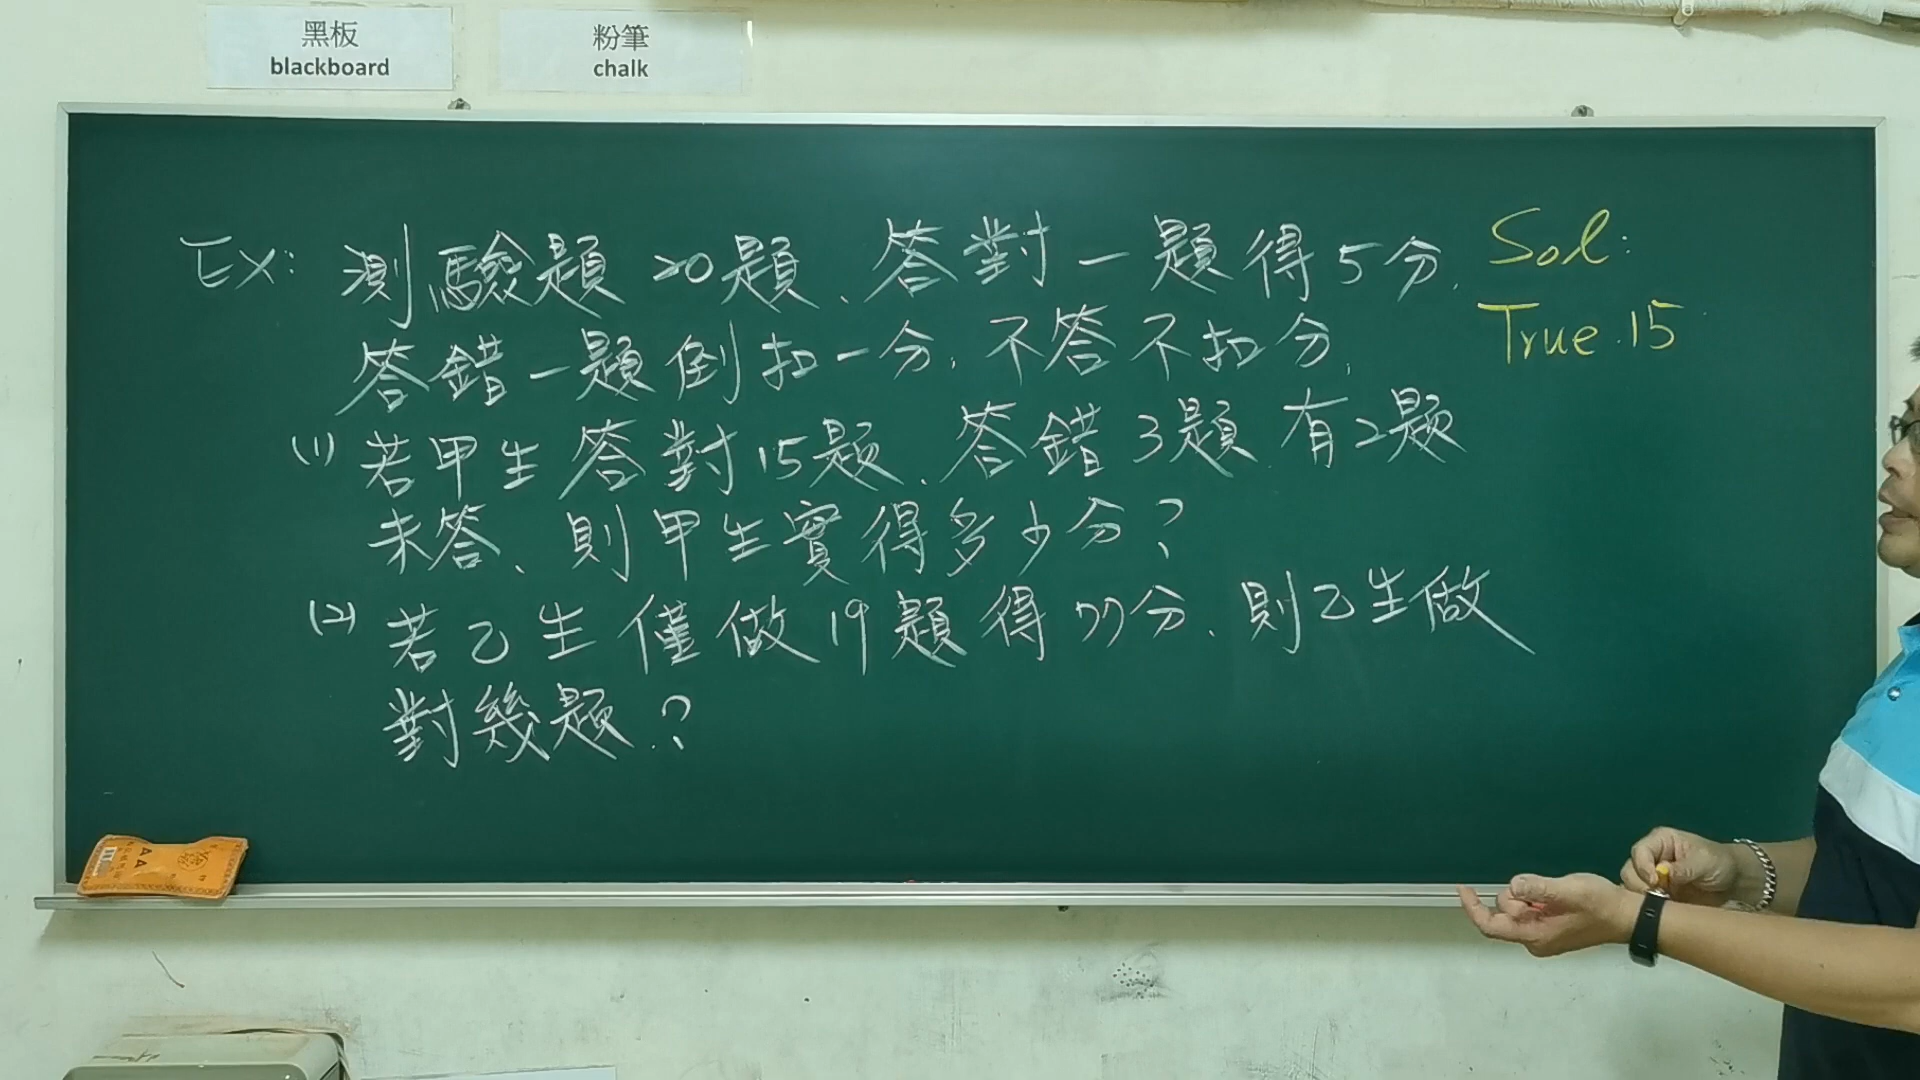 黑板
blackboard
粉筆
chalk
Ex: 測驗題20題、答對一題得5分.
答錯一題倒扣一分, 不答不扣分.
(1) 若甲生答對15題、答錯3題.有2題
未答、則甲生實得多少分?
(2) 若乙生僅做19題得77分、則乙生做
對幾題?
Sol:
True.15
AA